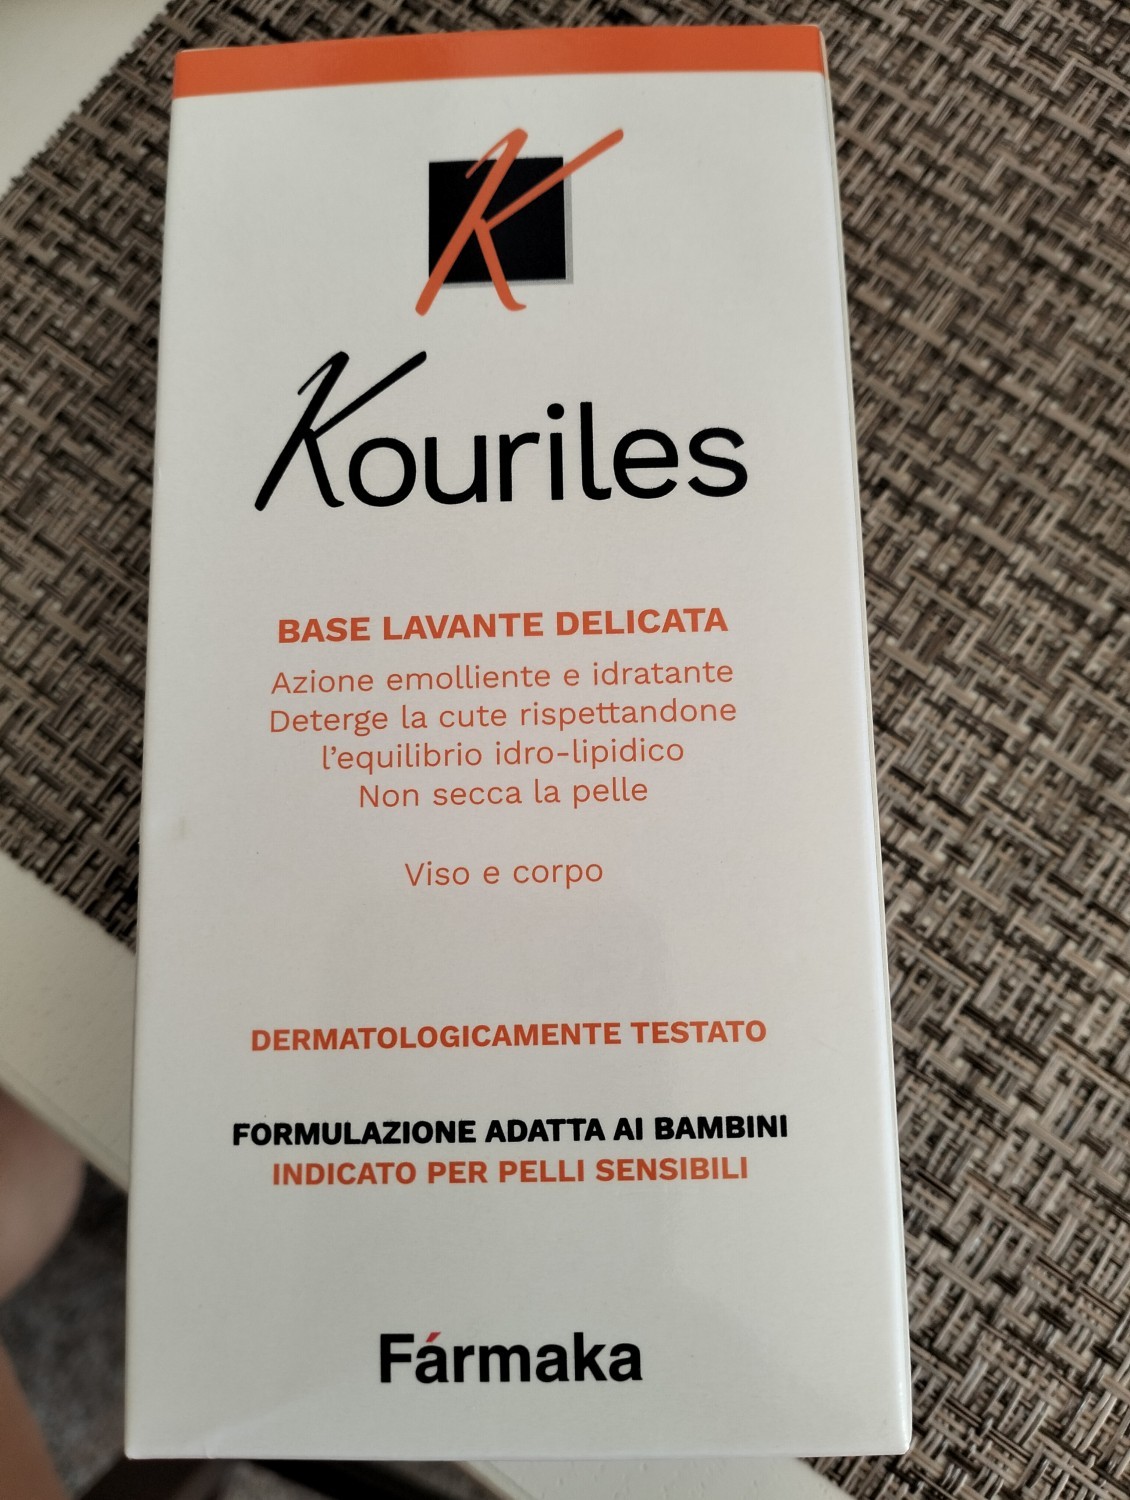 K
Kouriles
BASE LAVANTE DELICATA
Azione emolliente e idratante
Deterge la cute rispettandone
l'equilibrio idro-lipidico
Non secca la pelle
Viso e corpo
DERMATOLOGICAMENTE TESTATO
FORMULAZIONE ADATTA AI BAMBINI
INDICATO PER PELLI SENSIBILI
Fármaka